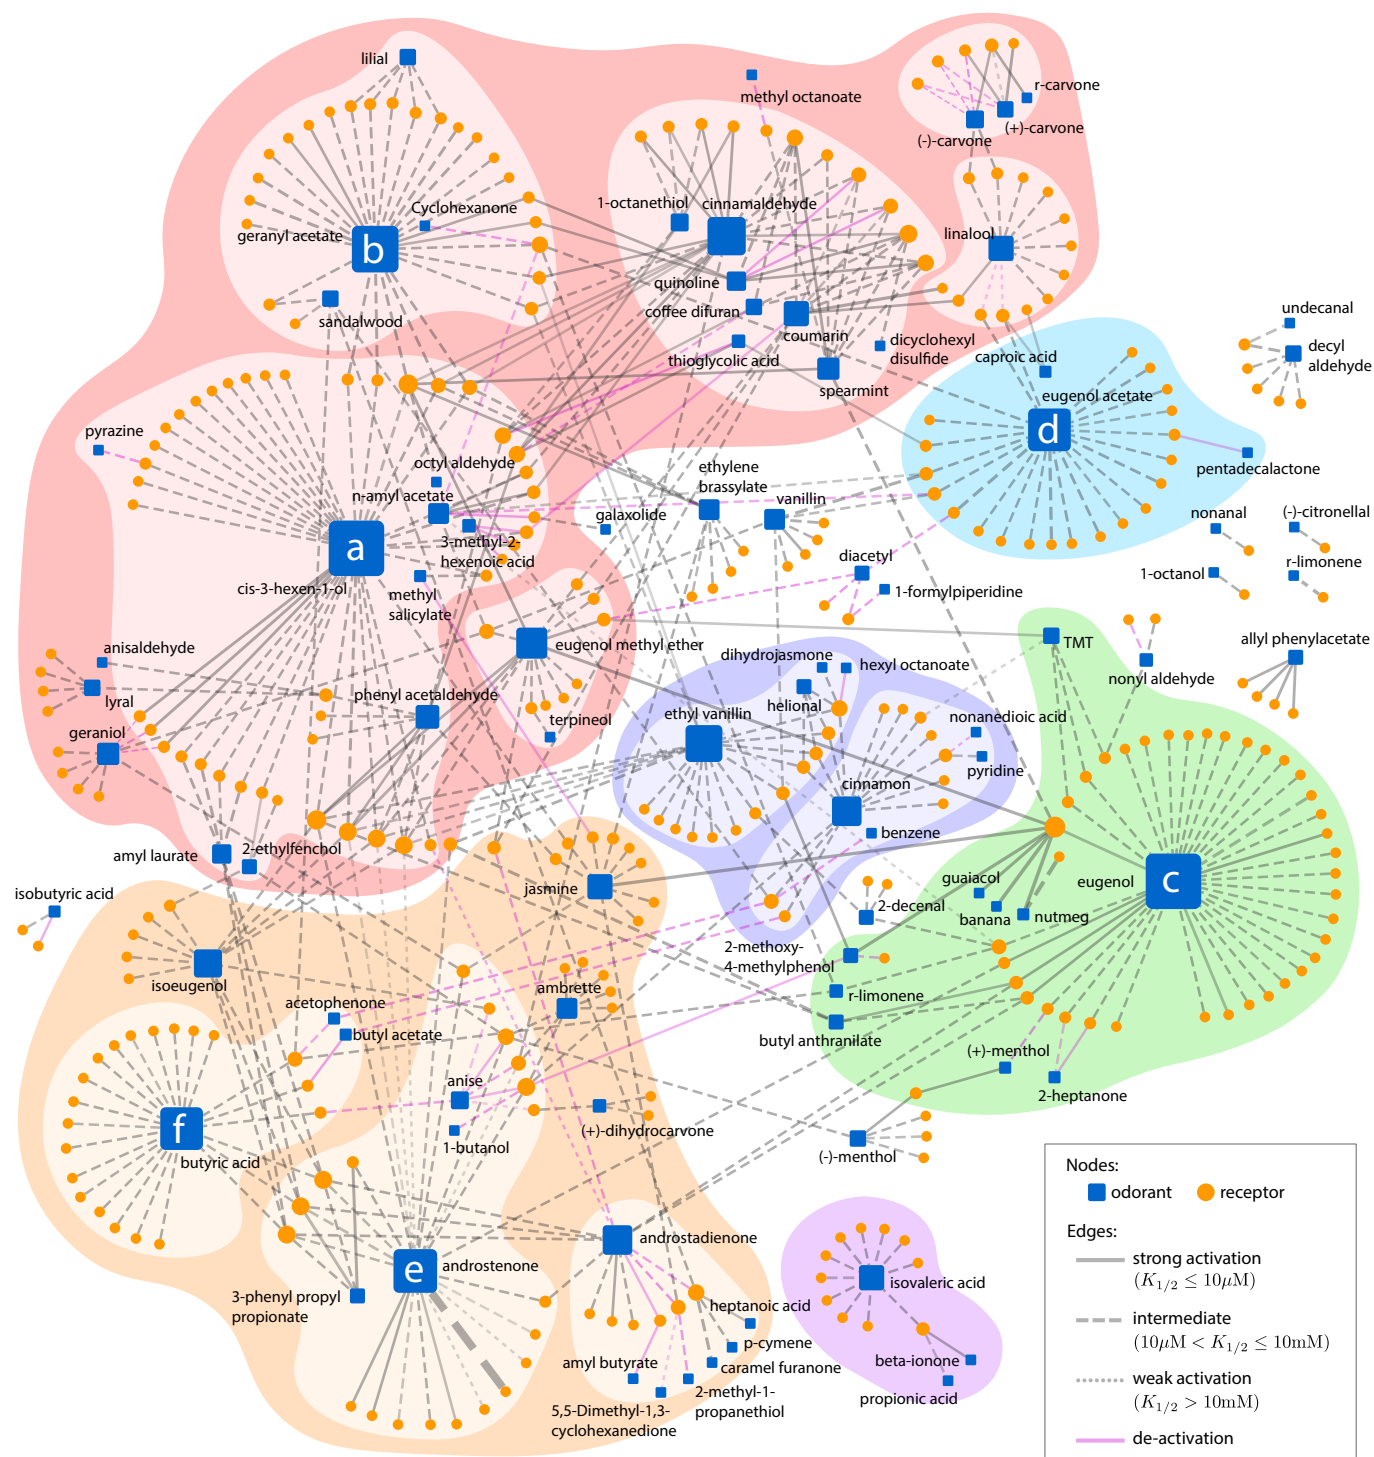 lilial
methyl octanoate
r-carvone
(+)-carvone
(-)-carvone
Cyclohexanone
1-octanethiol
cinnamaldehyde
geranyl acetate
b
linalool
quinoline
coffee difuran
sandalwood
coumarin
thioglycolic acid
dicyclohexyl
disulfide
spearmint
caproic acid
undecanal
decyl
aldehyde
eugenol acetate
d
pentadecalactone
pyrazine
octyl aldehyde
n-amyl acetate
ethylene
brassylate
vanillin
galaxolide
a
3-methyl-2-
hexenoic acid
cis-3-hexen-1-ol
methyl
salicylate
diacetyl
1-formylpiperidine
nonanal
(-)-citronellal
1-octanol
r-limonene
anisaldehyde
lyral
geraniol
phenyl acetaldehyde
eugenol methyl ether
terpineol
dihydrojasmone
hexyl octanoate
helional
ethyl vanillin
TMT
nonyl aldehyde
allyl phenylacetate
nonanedioic acid
pyridine
cinnamon
benzene
amyl laurate
2-ethylfenchol
isobutyric acid
jasmine
guaiacol
eugenol
c
2-decenal
banana
nutmeg
2-methoxy-
4-methylphenol
isoeugenol
ambrette
acetophenone
butyl acetate
r-limonene
butyl anthranilate
(+)-menthol
2-heptanone
anise
1-butanol
(+)-dihydrocarvone
(-)-menthol
f
butyric acid
androstadienone
e
androstenone
3-phenyl propyl
propionate
heptanoic acid
p-cymene
caramel furanone
amyl butyrate
2-methyl-1-
propanethiol
5,5-Dimethyl-1,3-
cyclohexanedione
isovaleric acid
beta-ionone
propionic acid
Nodes:
odorant
receptor
Edges:
strong activation
(K1/2 ≤ 10μM)
intermediate
(10μM < K1/2 ≤ 10mM)
weak activation
(K1/2 > 10mM)
de-activation